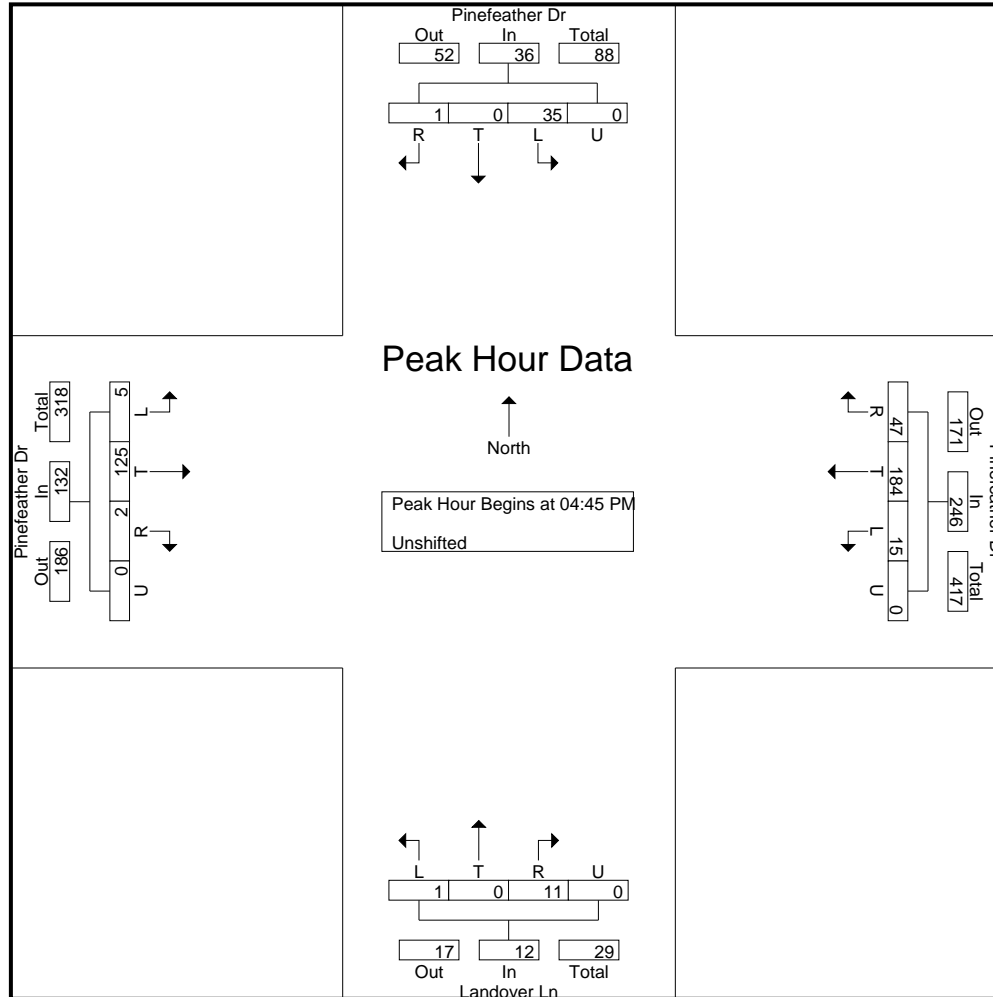 Pinefeather Dr
Out In Total
52 36 88
1 0 35 0
R T L U
Peak Hour Data
North
Peak Hour Begins at 04:45 PM
Unshifted
Pinefeather Dr
Total In Out
318 132 186
5 125 2 0
L T R U
R T L U
47 184 15 0
Out In Total
171 246 417
L T R U
1 0 11 0
17 12 29
Out In Total
Landover Ln